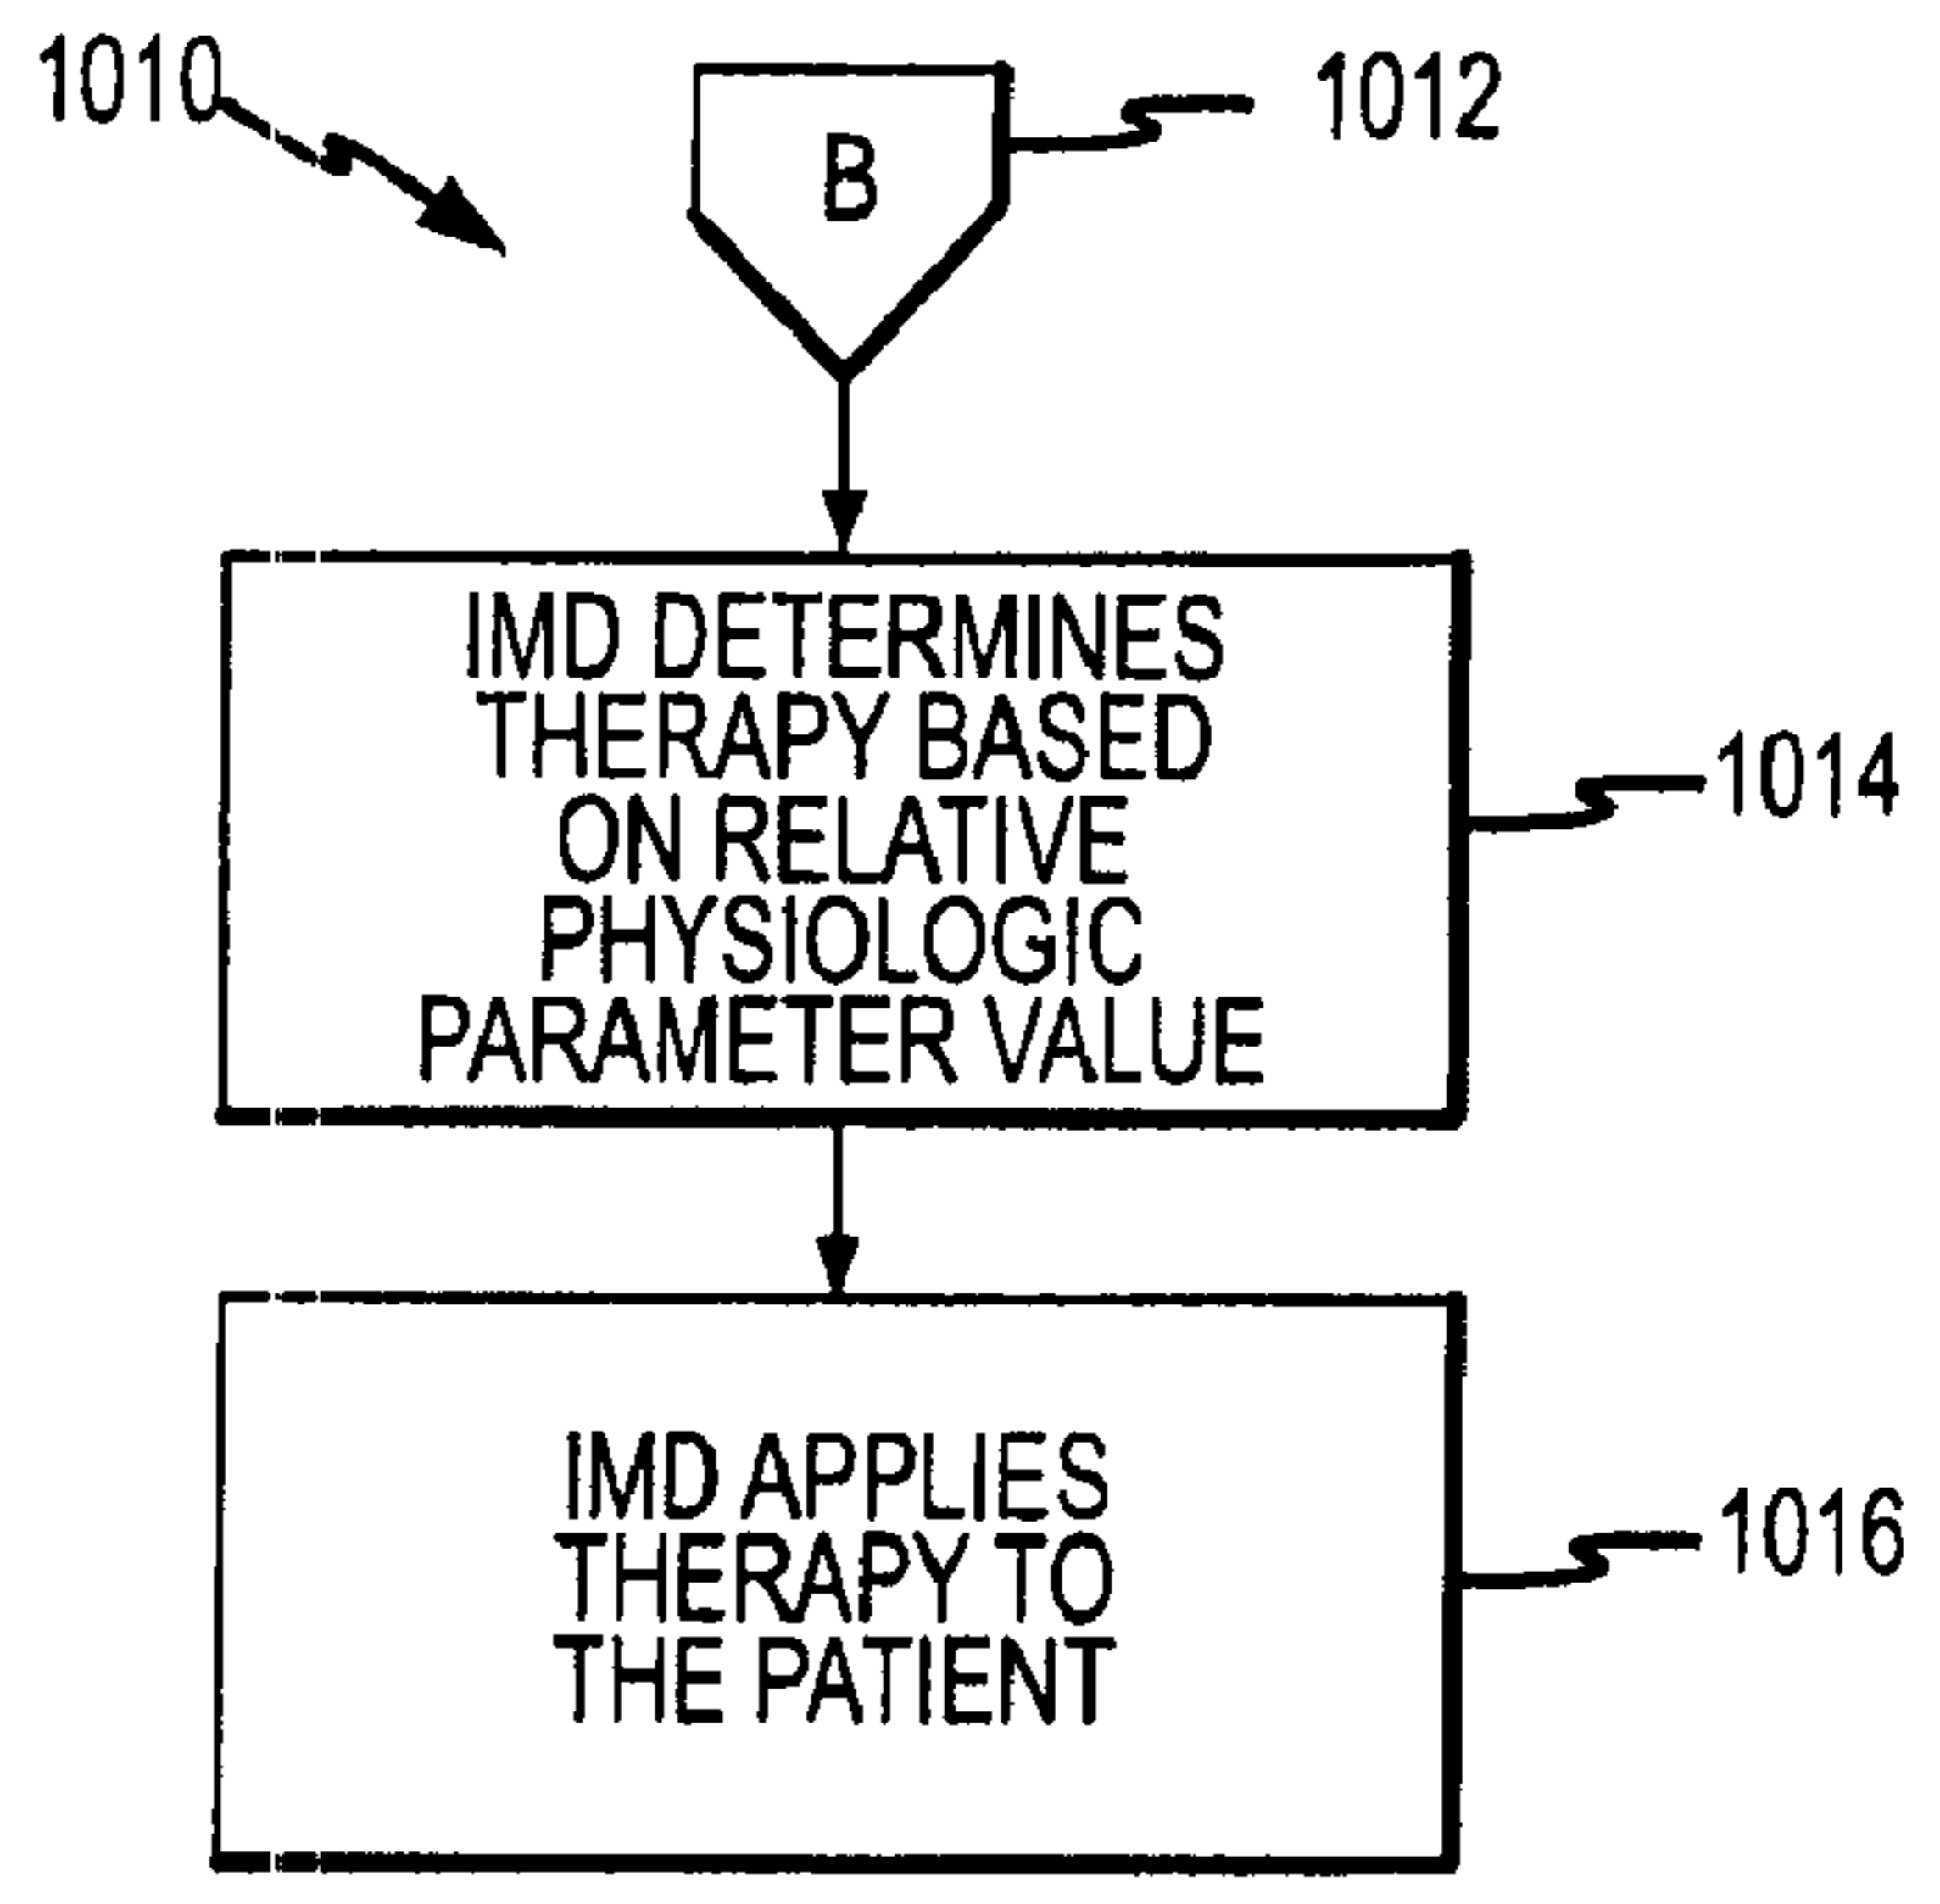 1010
B
1012
IMD DETERMINES
THERAPY BASED
ON RELATIVE
PHYSIOLOGIC
PARAMETER VALUE
1014
IMD APPLIES
THERAPY TO
THE PATIENT
1016